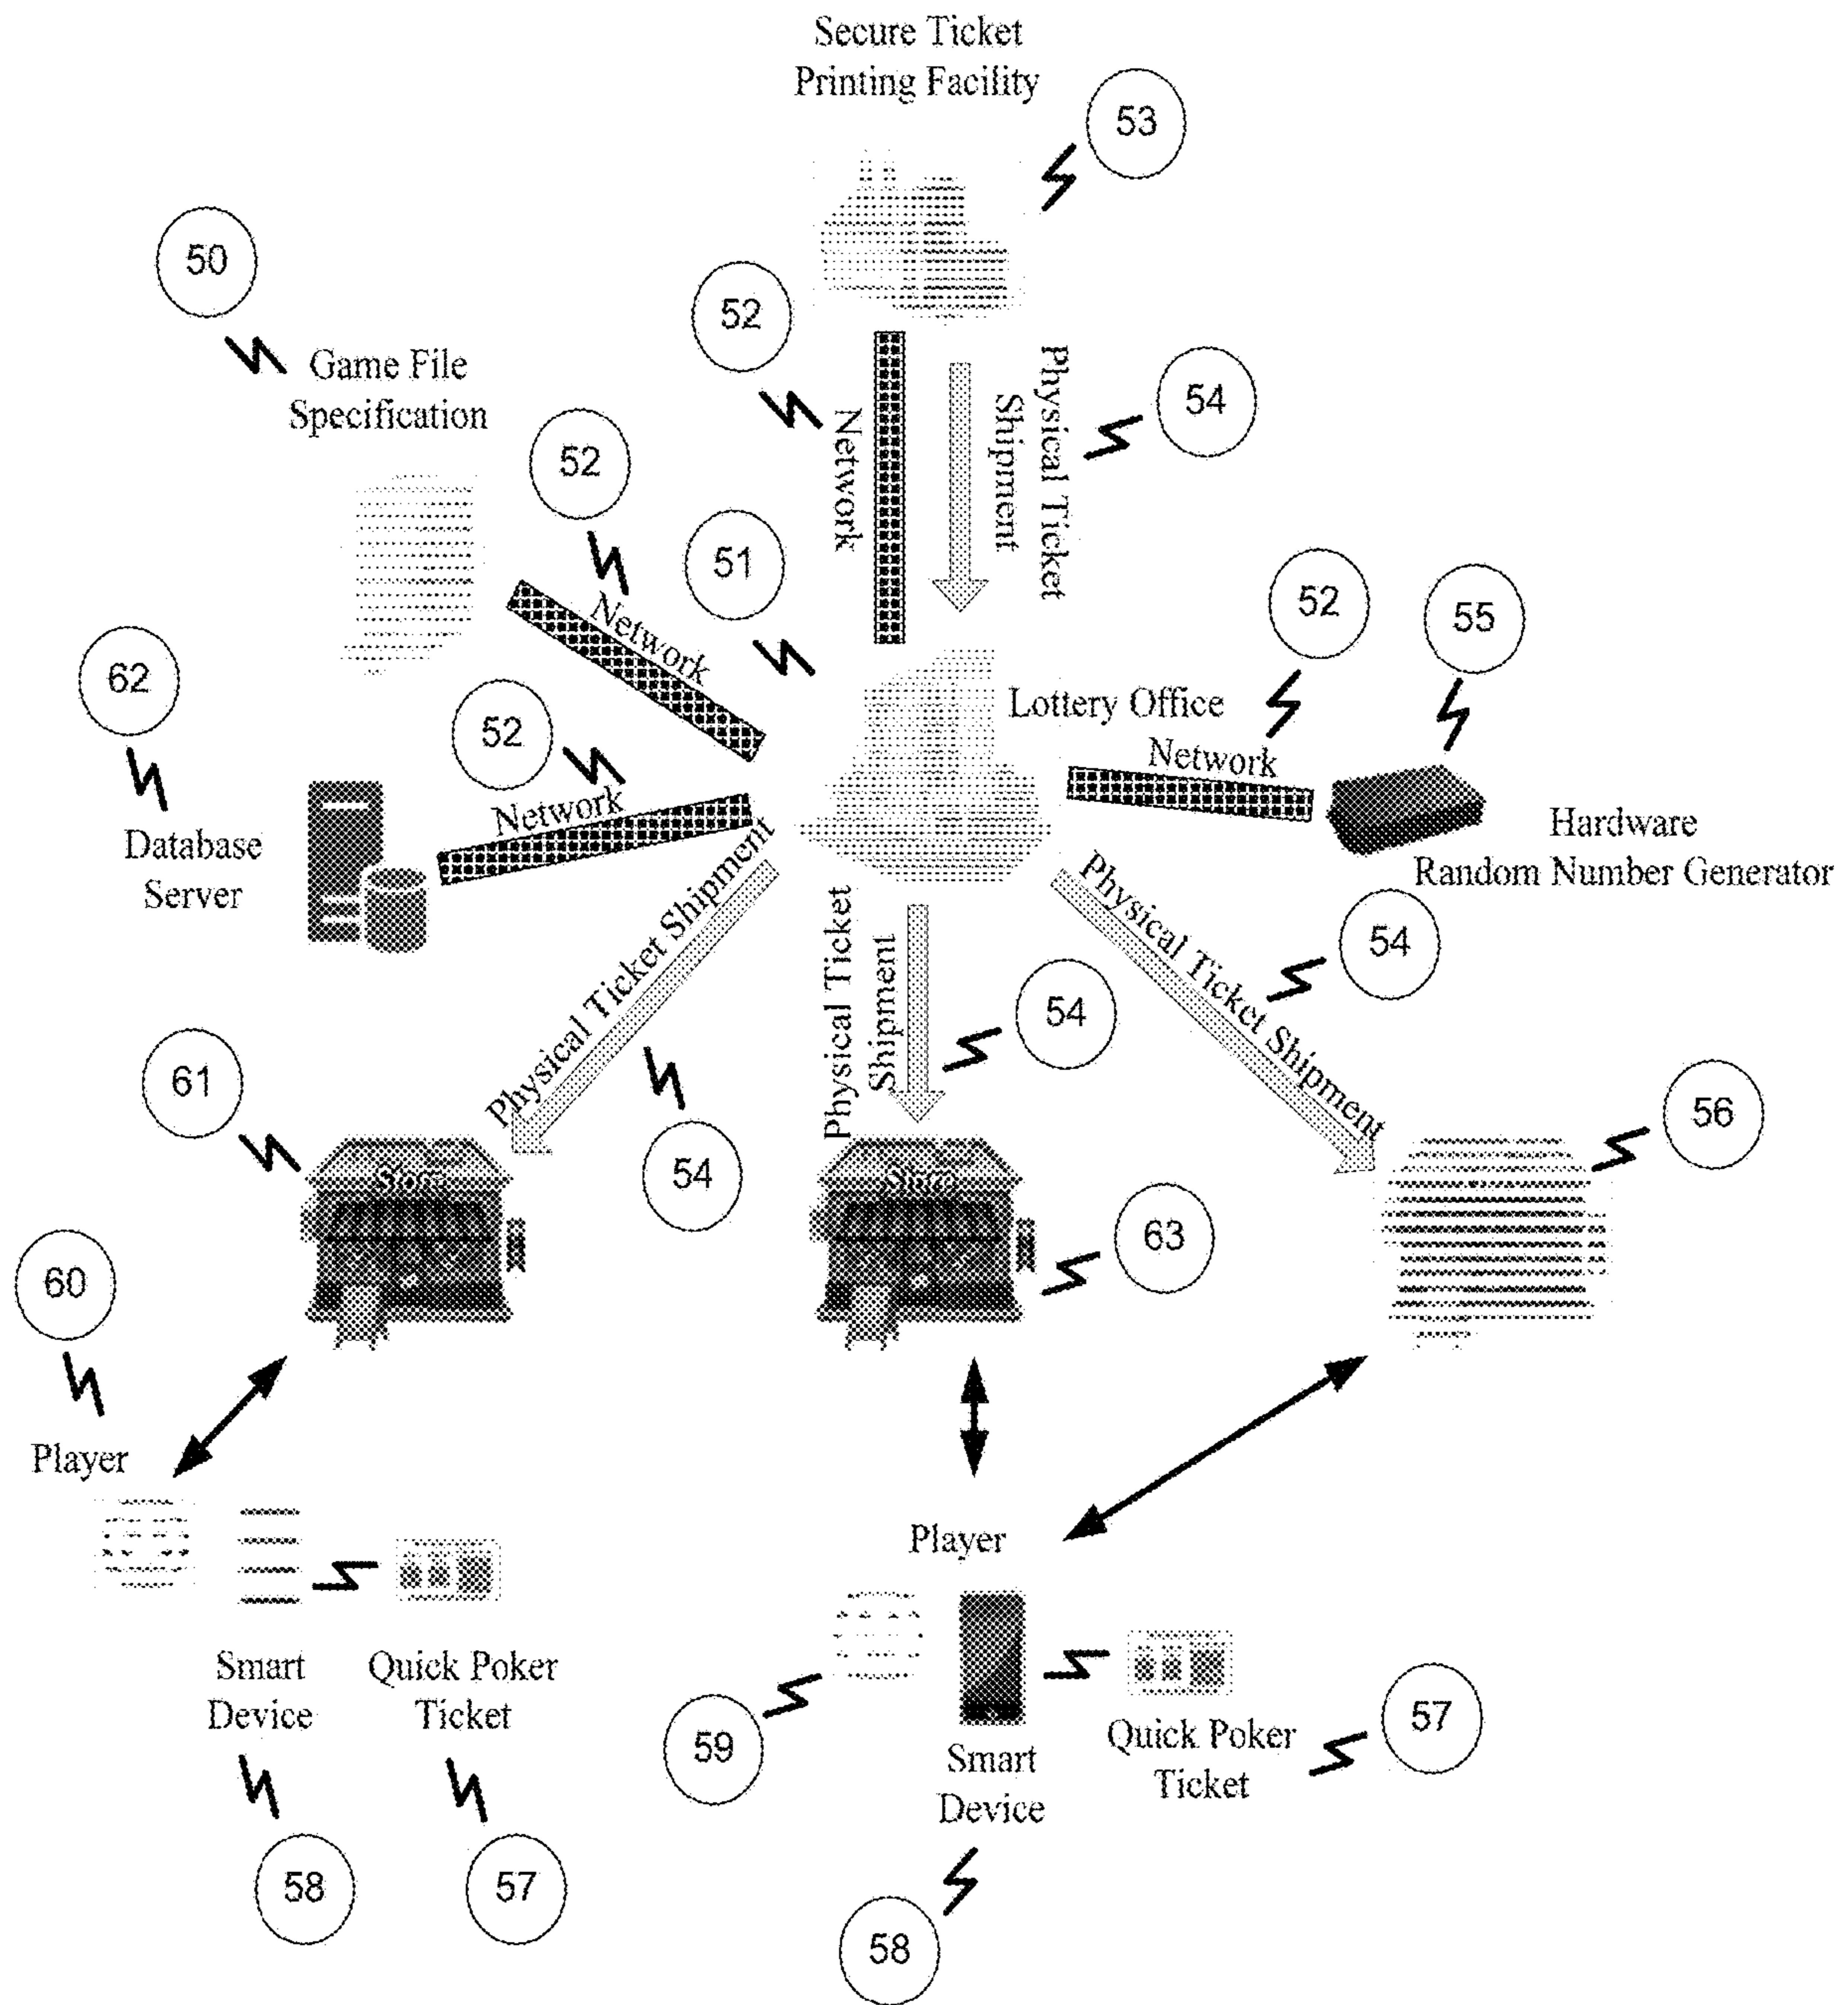 Secure Ticket
Printing Facility
53
50
52
Game File
Specification
Network
Physical Ticket
Shipment
54
52
51
Network
52
55
62
52
Lottery Office
Network
Network
Database
Server
Hardware
Random Number Generator
Physical Ticket Shipment
Physical Ticket
Shipment
Physical Ticket Shipment
54
54
61
56
54
Store
Store
63
60
Player
Player
Smart
Device
Quick Poker
Ticket
59
Smart
Device
Quick Poker
Ticket
57
58
57
58